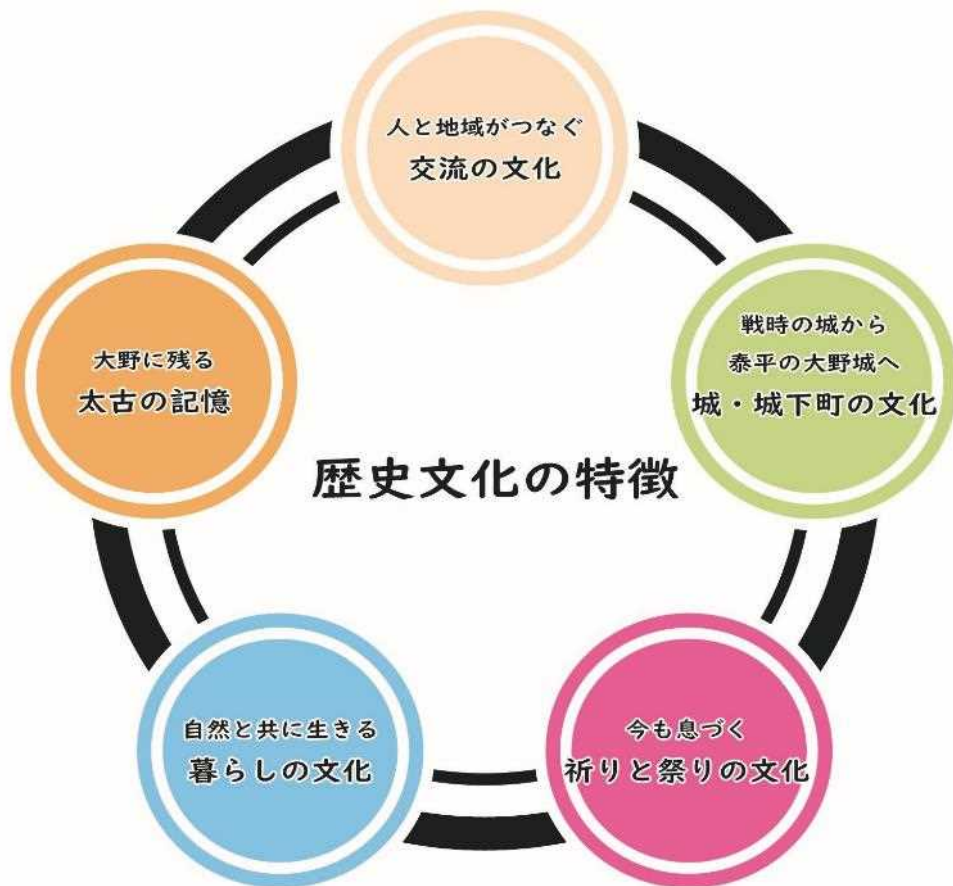 人と地域がつなぐ
交流の文化
大野に残る
太古の記憶
戦時の城から
泰平の大野城へ
城・城下町の文化
歴史文化の特徴
自然と共に生きる
暮らしの文化
今も息づく
祈りと祭りの文化